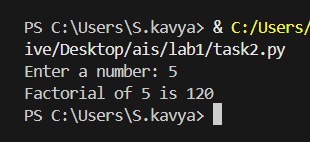 PS C:\Users\S.kavya> & C:/Users/
ive/Desktop/ais/lab1/task2.py
Enter a number: 5
Factorial of 5 is 120
PS C:\Users\S.kavya>